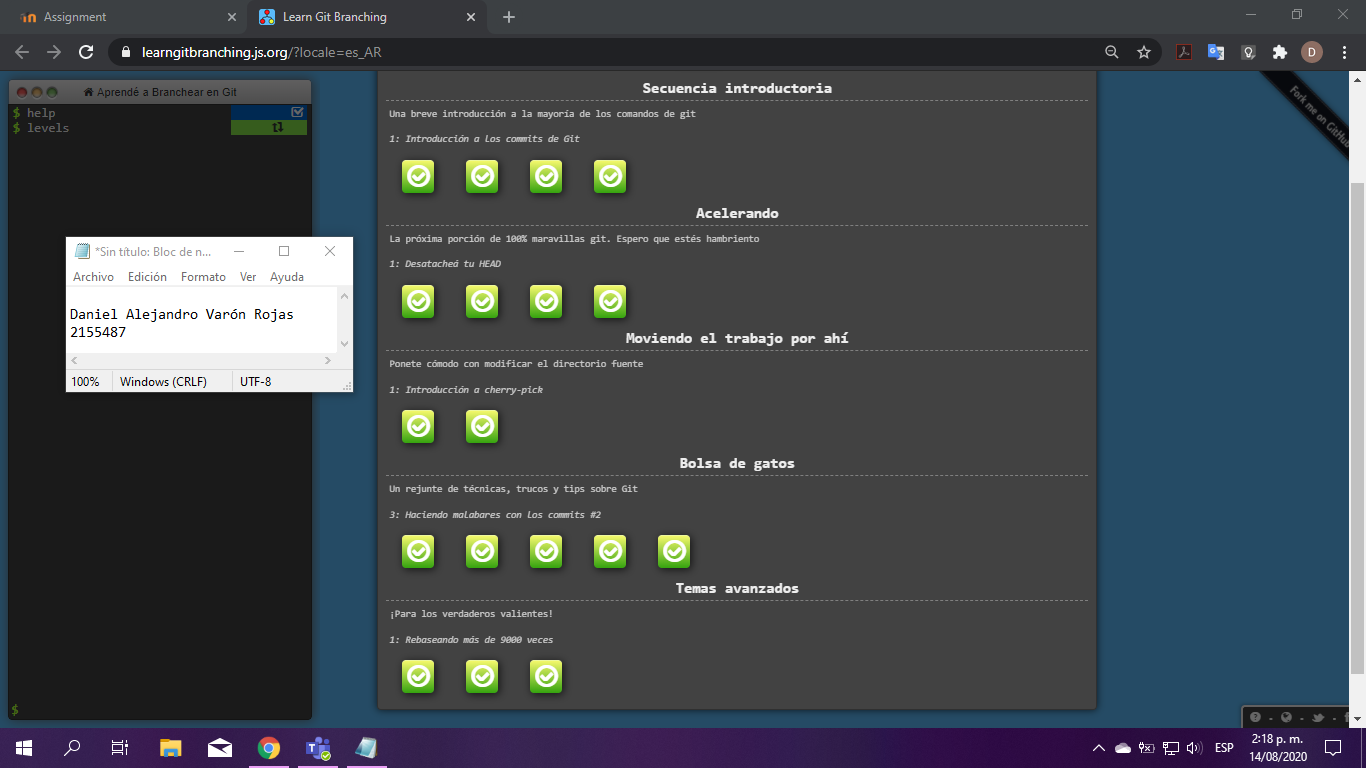 Assignment
Learn Git Branching
learngitbranching.js.org/?locale=es_AR
D
Aprendé a Branchear en Git
$ help
$ levels
$
*Sin título: Bloc de n...
Archivo Edición Formato Ver Ayuda
Daniel Alejandro Varón Rojas
2155487
100% Windows (CRLF) UTF-8
Secuencia introductoria
Una breve introducción a la mayoría de los comandos de git
1: Introducción a los commits de Git
Acelerando
La próxima porción de 100% maravillas git. Espero que estés hambriento
1: Desatacheá tu HEAD
Moviendo el trabajo por ahí
Ponete cómodo con modificar el directorio fuente
1: Introducción a cherry-pick
Bolsa de gatos
Un rejunte de técnicas, trucos y tips sobre Git
3: Haciendo malabares con los commits #2
Temas avanzados
¡Para los verdaderos valientes!
1: Rebaseando más de 9000 veces
Fork me on GitHub
ESP
2:18 p. m.
14/08/2020